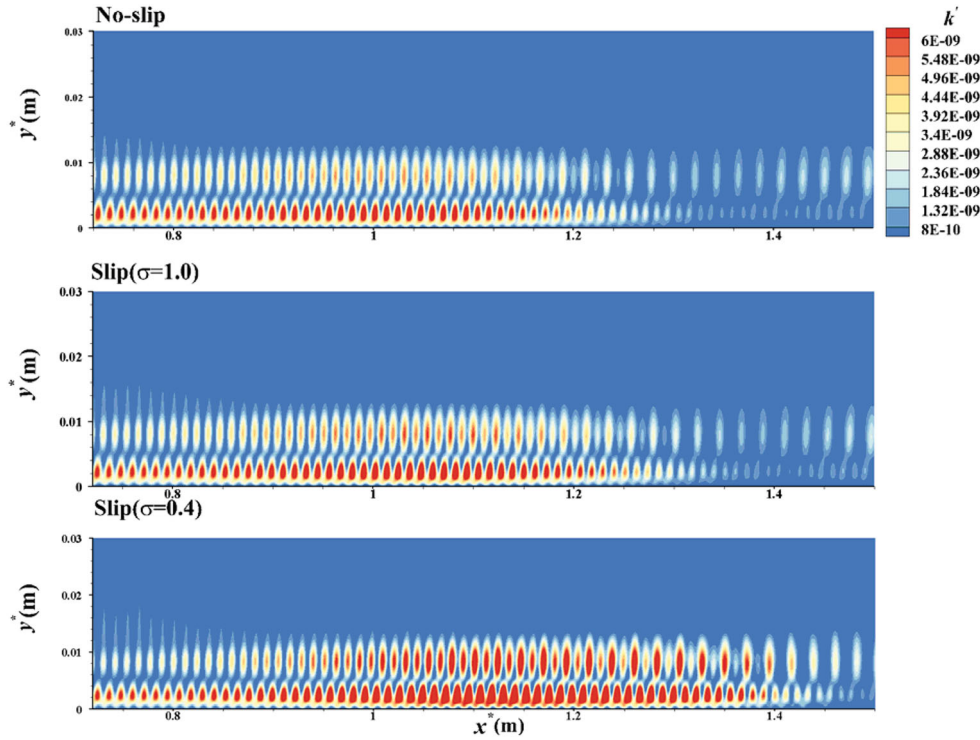 No-slip
k'
0.03
0.02
0.01
0
y*(m)
0.8
1
1.2
1.4
6E-09
5.48E-09
4.96E-09
4.44E-09
3.92E-09
3.4E-09
2.88E-09
2.36E-09
1.84E-09
1.32E-09
8E-10
Slip(σ=1.0)
0.03
0.02
0.01
0
y*(m)
0.8
1
1.2
1.4
Slip(σ=0.4)
0.03
0.02
0.01
0
y*(m)
0.8
1
1.2
1.4
x*(m)